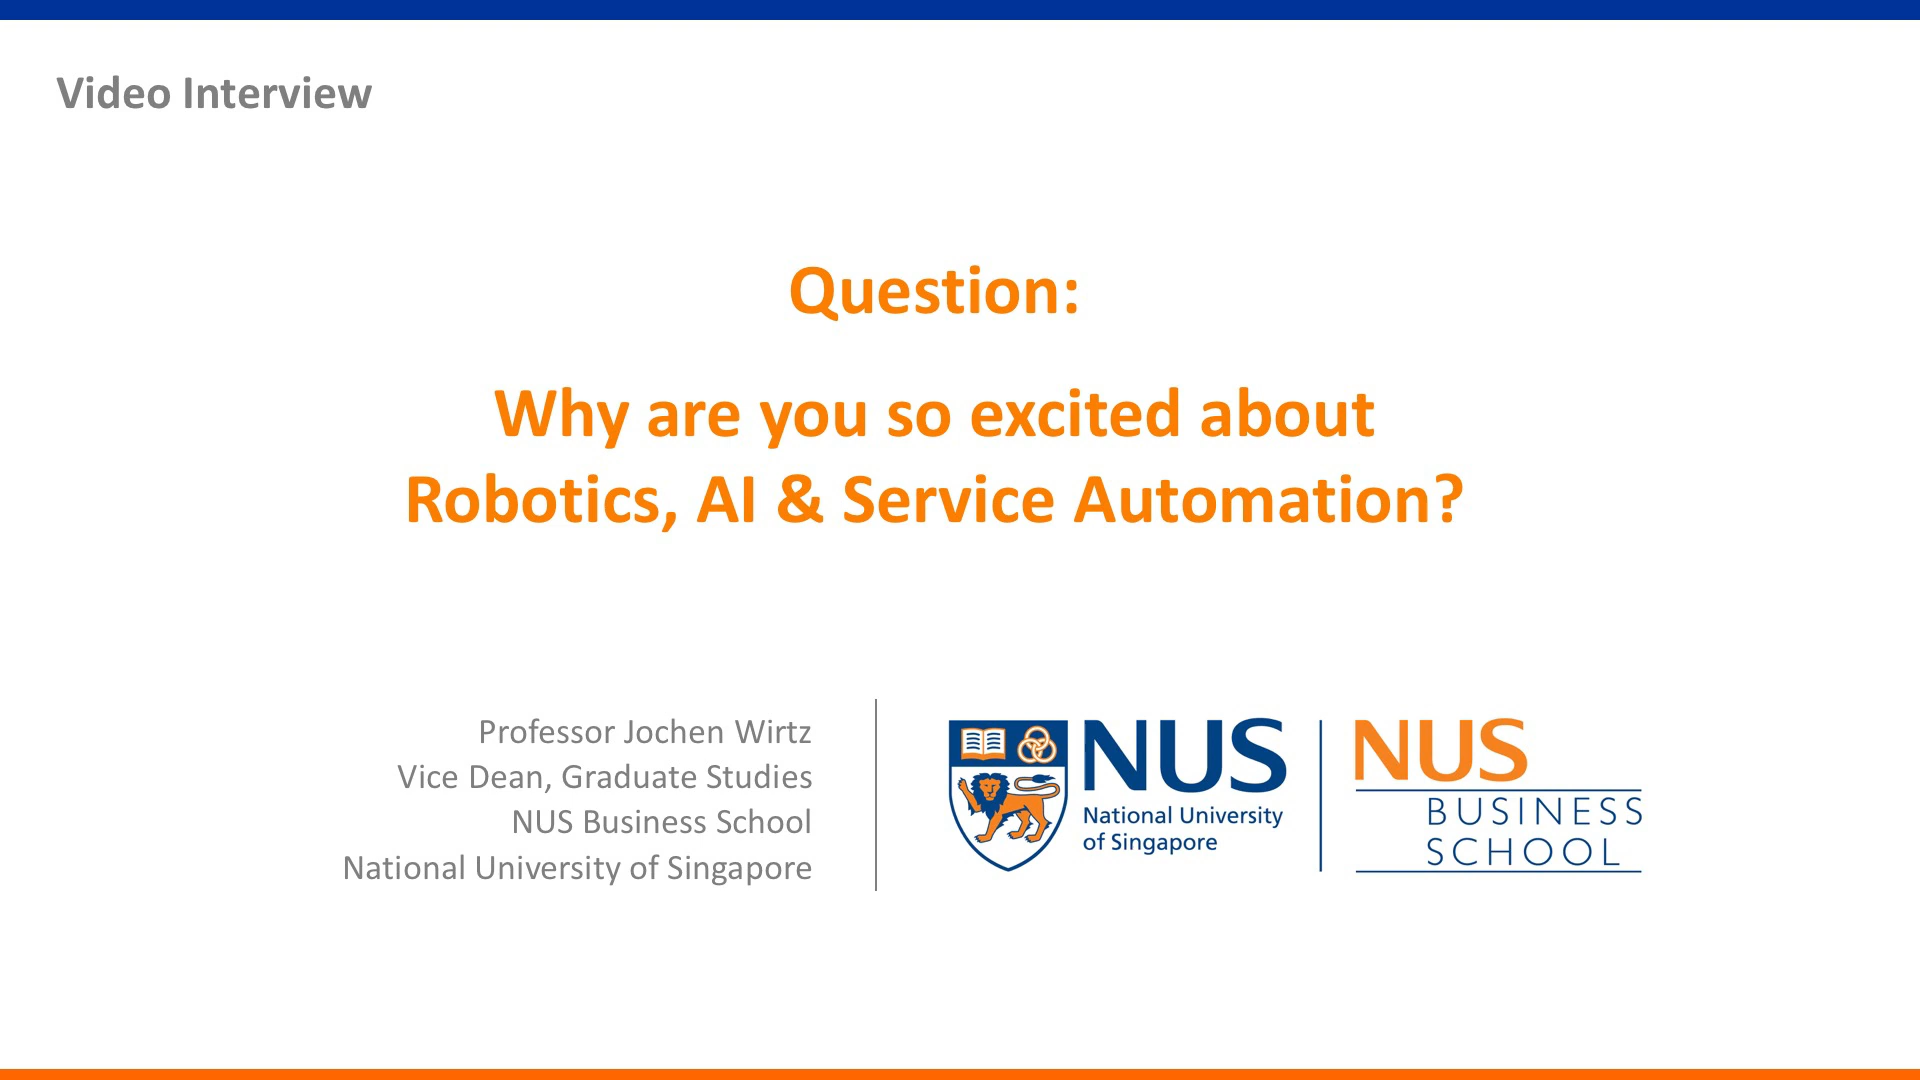 Video Interview
Question:
Why are you so excited about
Robotics, AI & Service Automation?
Professor Jochen Wirtz
Vice Dean, Graduate Studies
NUS Business School
National University of Singapore
NUS
National University
of Singapore
NUS
BUSINESS
SCHOOL